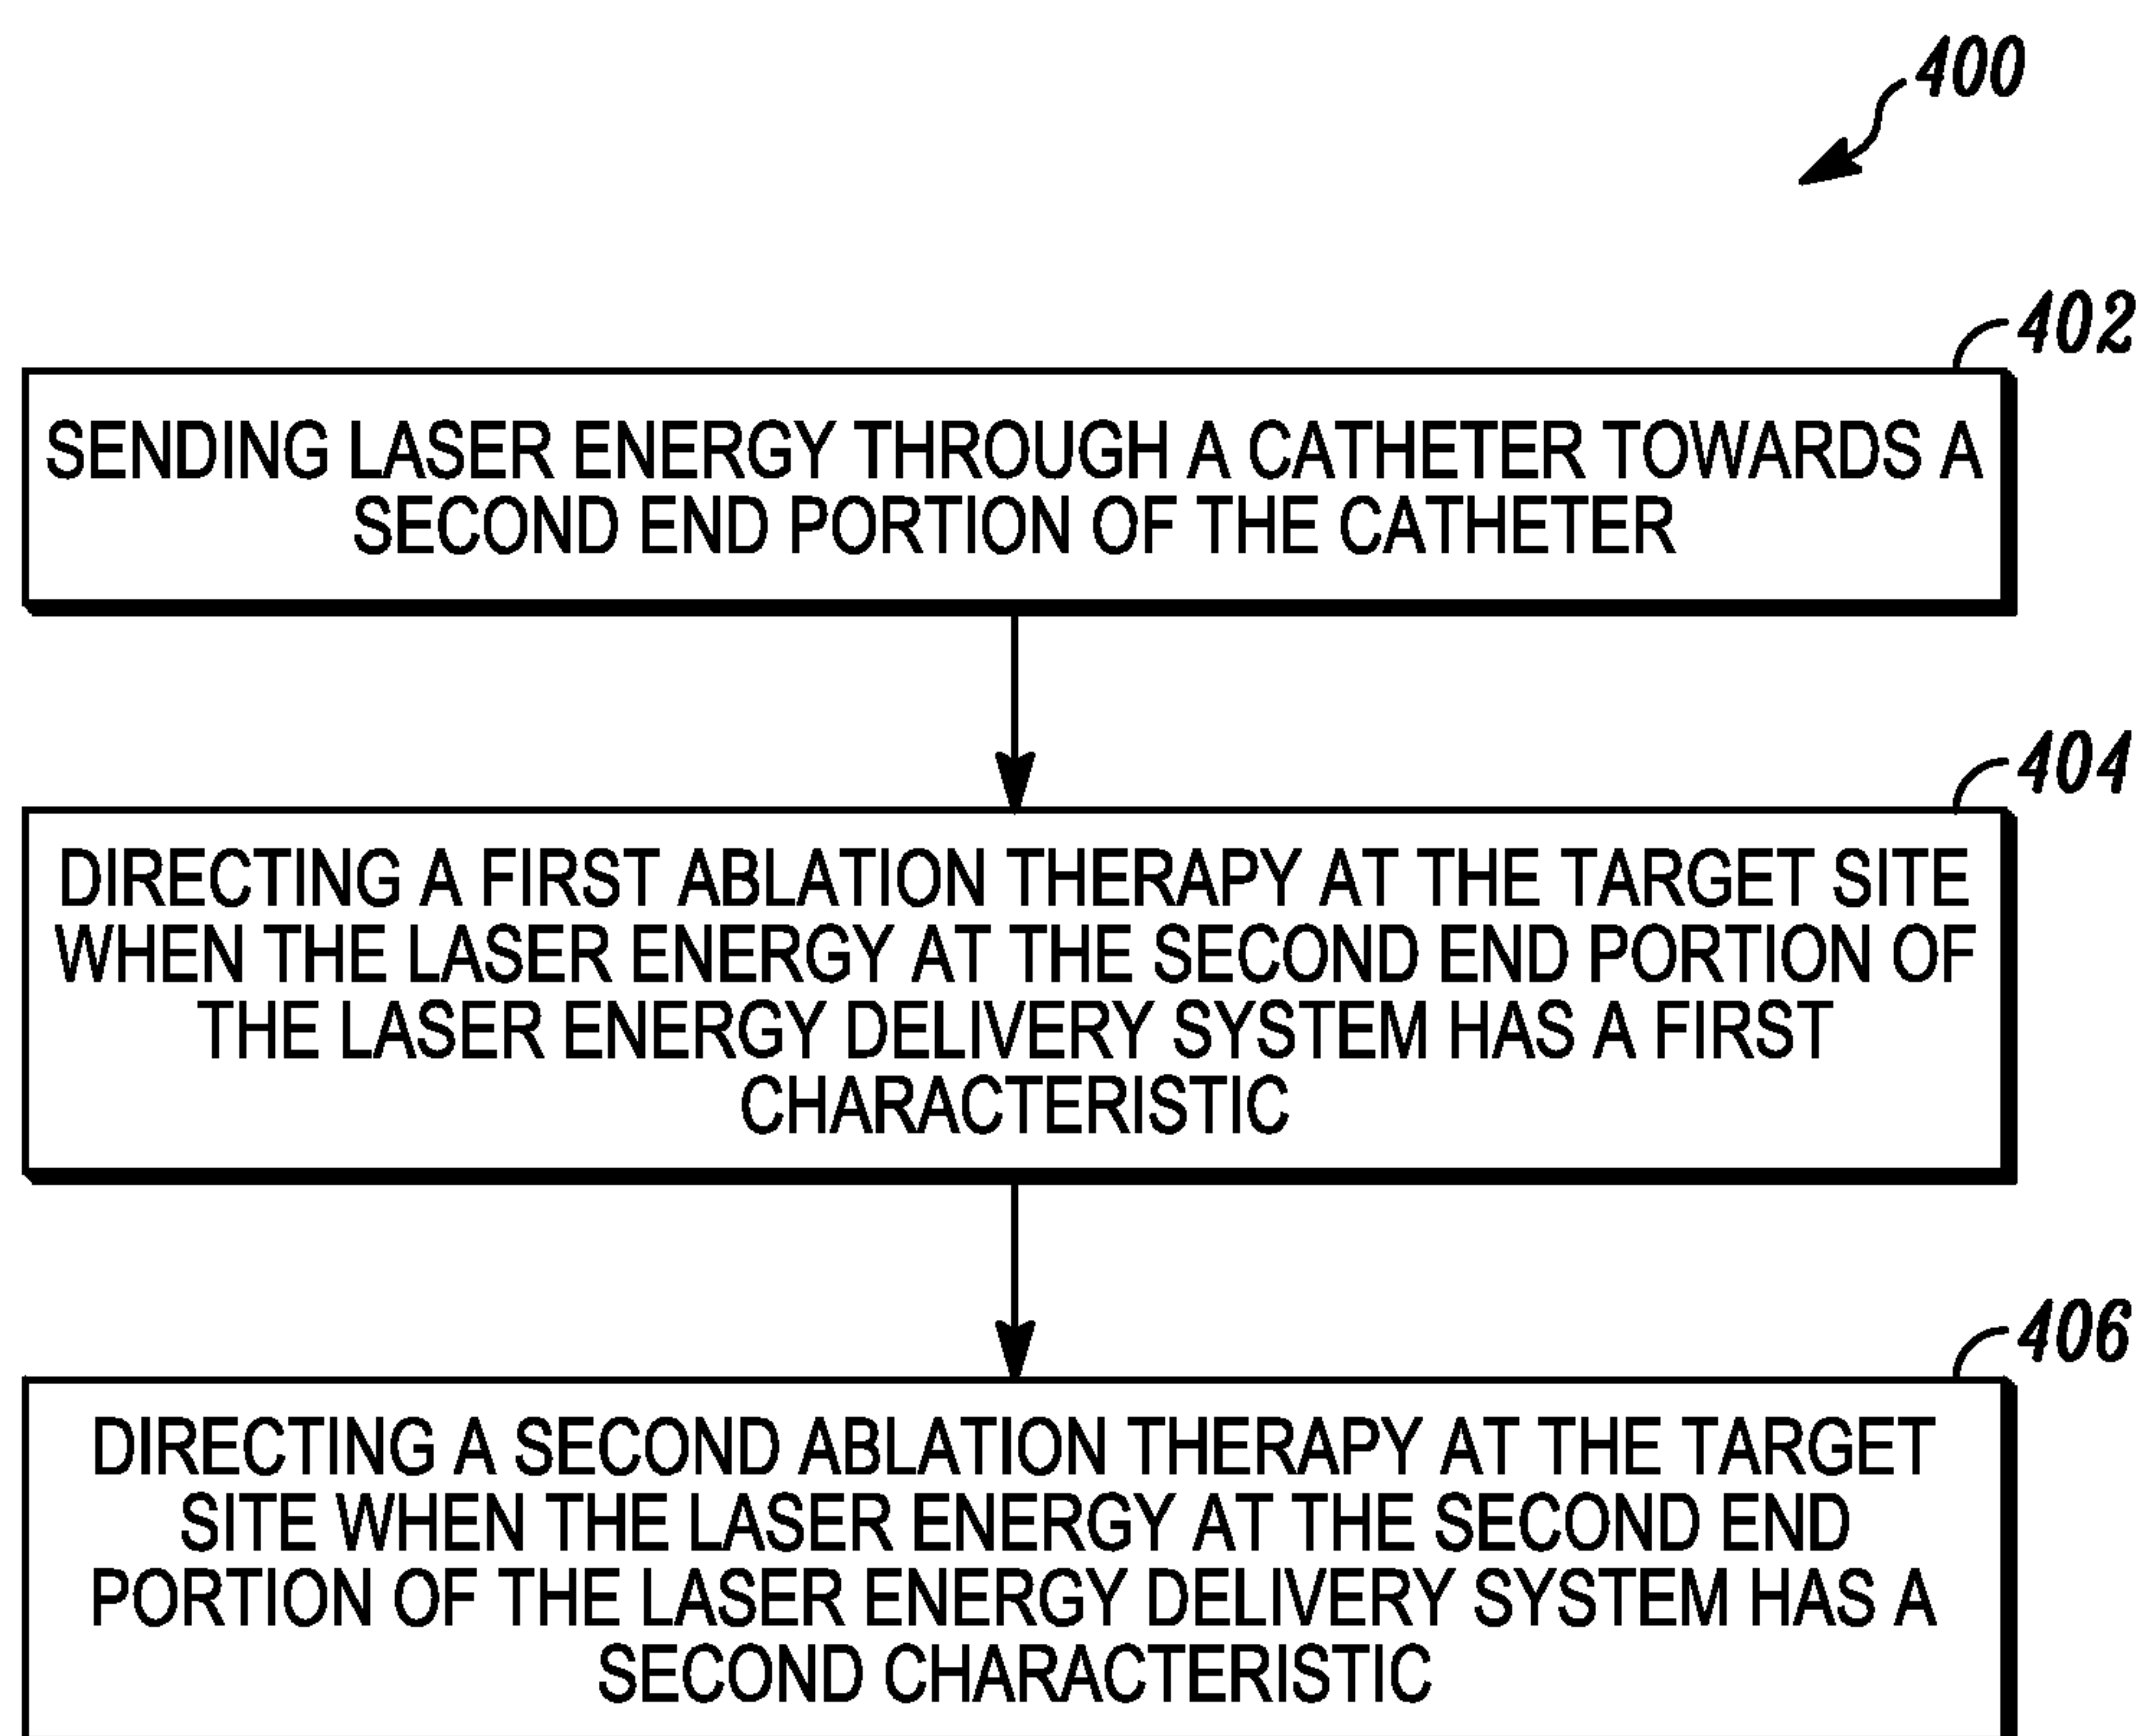 400
402
SENDING LASER ENERGY THROUGH A CATHETER TOWARDS A
SECOND END PORTION OF THE CATHETER
404
DIRECTING A FIRST ABLATION THERAPY AT THE TARGET SITE
WHEN THE LASER ENERGY AT THE SECOND END PORTION OF
THE LASER ENERGY DELIVERY SYSTEM HAS A FIRST
CHARACTERISTIC
406
DIRECTING A SECOND ABLATION THERAPY AT THE TARGET
SITE WHEN THE LASER ENERGY AT THE SECOND END
PORTION OF THE LASER ENERGY DELIVERY SYSTEM HAS A
SECOND CHARACTERISTIC